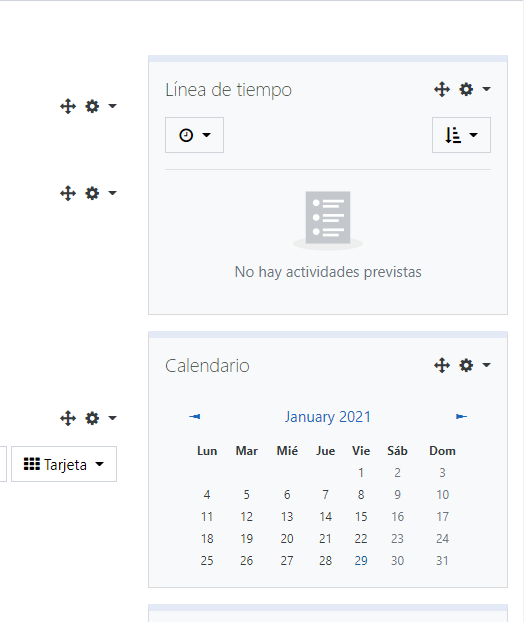 Línea de tiempo
No hay actividades previstas
Calendario
January 2021
Lun Mar Mié Jue Vie Sáb Dom
1 2 3
4 5 6 7 8 9 10
11 12 13 14 15 16 17
18 19 20 21 22 23 24
25 26 27 28 29 30 31
Tarjeta